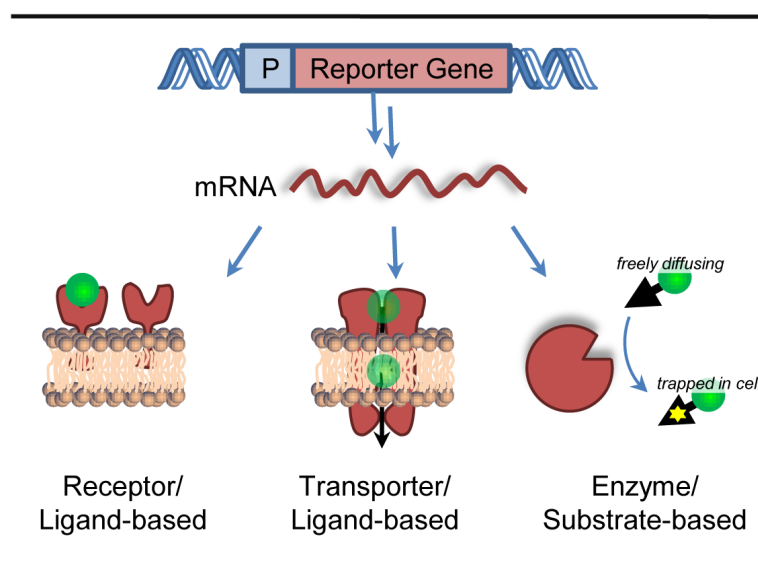 P Reporter Gene
mRNA
freely diffusing
trapped in cel
Receptor/
Ligand-based
Transporter/
Ligand-based
Enzyme/
Substrate-based